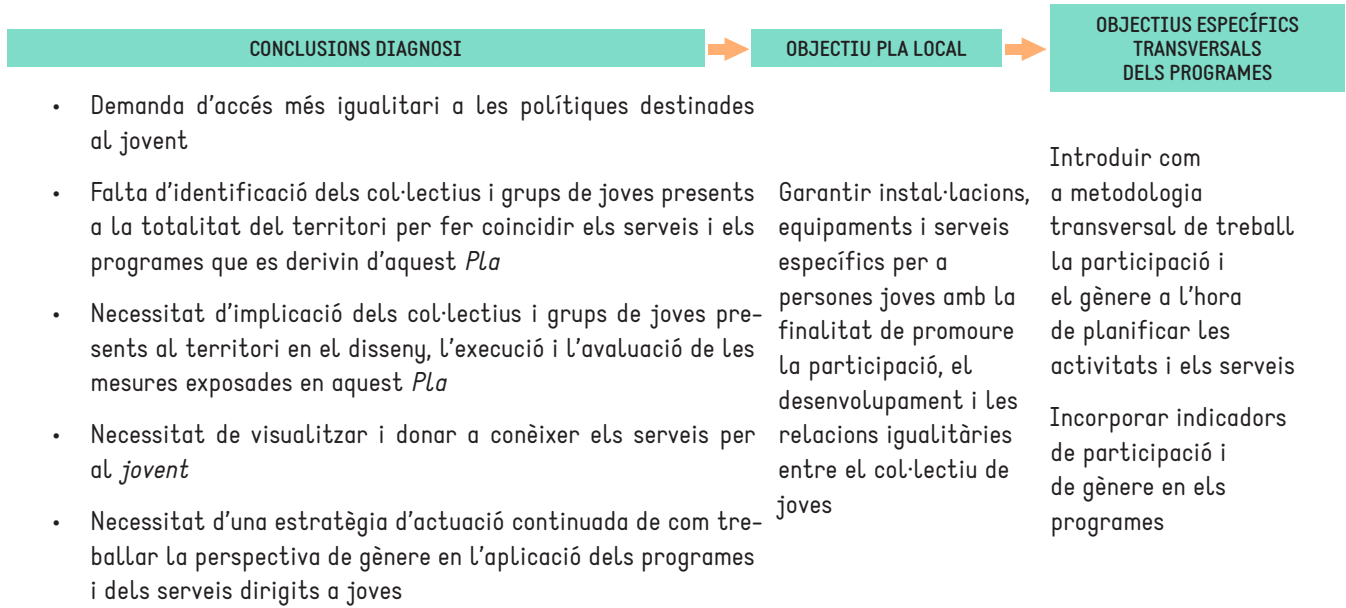 CONCLUSIONS DIAGNOSI
OBJECTIU PLA LOCAL
OBJECTIUS ESPECÍFICS
TRANSVERSALS
DELS PROGRAMES
• Demanda d'accés més igualitari a les polítiques destinades
al jovent
• Falta d'identificació dels col·lectius i grups de joves presents
a la totalitat del territori per fer coincidir els serveis i els
programes que es derivin d'aquest Pla
• Necessitat d'implicació dels col·lectius i grups de joves pre-
sents al territori en el disseny, l'execució i l'avaluació de les
mesures exposades en aquest Pla
• Necessitat de visualitzar i donar a conèixer els serveis per
al jovent
• Necessitat d'una estratègia d'actuació continuada de com tre-
ballar la perspectiva de gènere en l'aplicació dels programes
i dels serveis dirigits a joves
Garantir instal·lacions,
equipaments i serveis
específics per a
persones joves amb la
finalitat de promoure
la participació, el
desenvolupament i les
relacions igualitàries
entre el col·lectiu de
joves
Introduir com
a metodologia
transversal de treball
la participació i
el gènere a l'hora
de planificar les
activitats i els serveis
Incorporar indicadors
de participació i
de gènere en els
programes